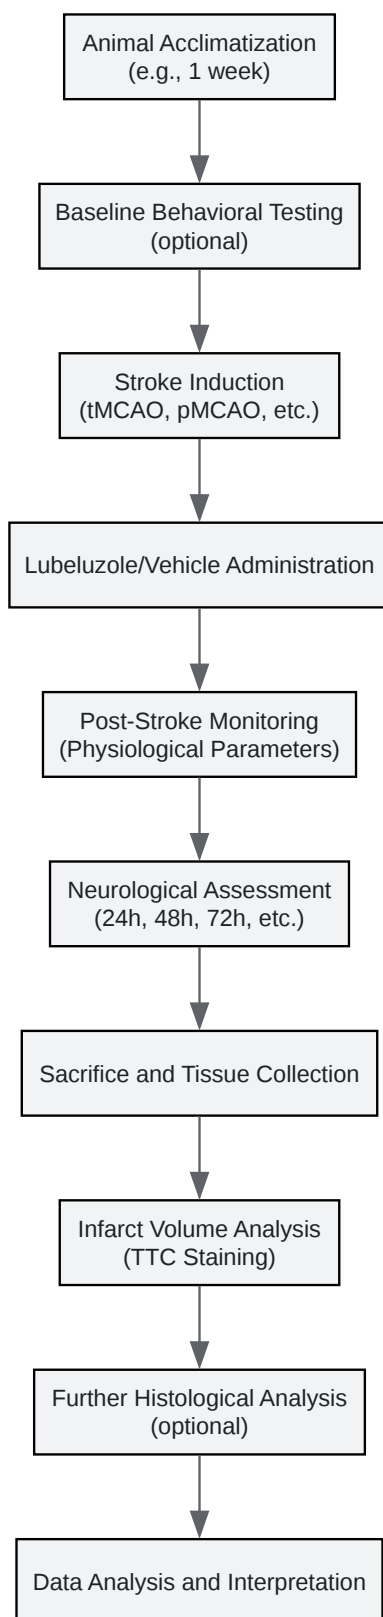 Animal Acclimatization
(e.g., 1 week)
Baseline Behavioral Testing
(optional)
Stroke Induction
(tMCAO, pMCAO, etc.)
Lubeluzole/Vehicle Administration
Post-Stroke Monitoring
(Physiological Parameters)
Neurological Assessment
(24h, 48h, 72h, etc.)
Sacrifice and Tissue Collection
Infarct Volume Analysis
(TTC Staining)
Further Histological Analysis
(optional)
Data Analysis and Interpretation